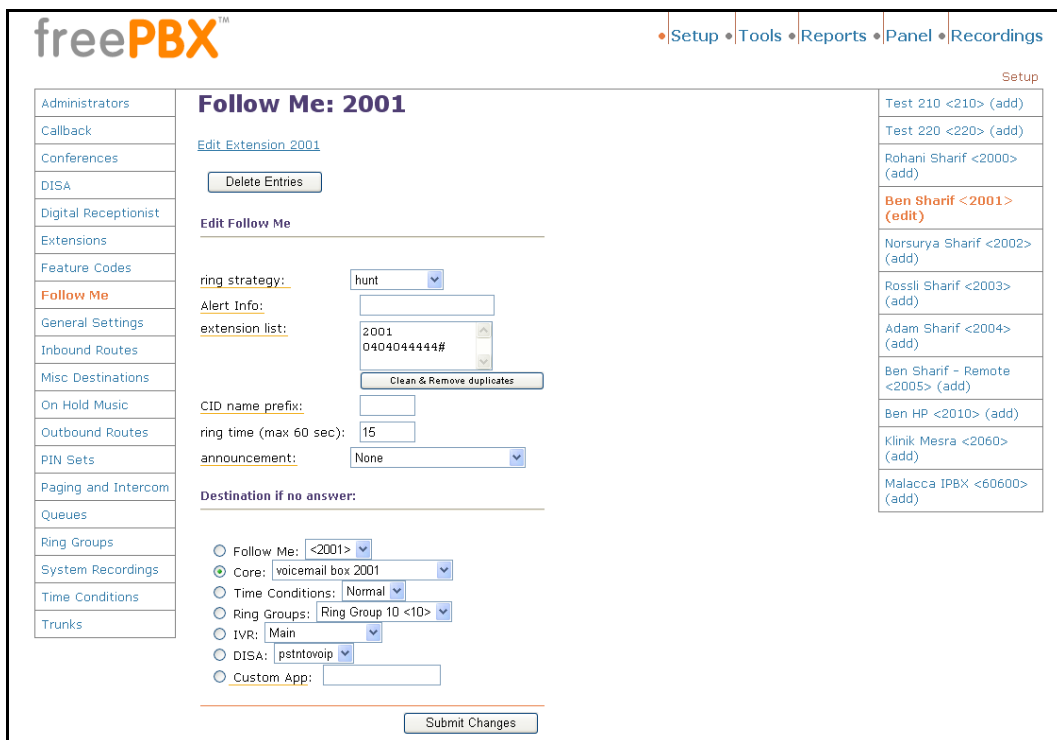 freePBX™
Setup • Tools • Reports • Panel • Recordings
Setup
Administrators
Callback
Conferences
DISA
Digital Receptionist
Extensions
Feature Codes
Follow Me
General Settings
Inbound Routes
Misc Destinations
On Hold Music
Outbound Routes
PIN Sets
Paging and Intercom
Queues
Ring Groups
System Recordings
Time Conditions
Trunks
Follow Me: 2001
Edit Extension 2001
Delete Entries
Edit Follow Me
ring strategy: hunt
Alert Info:
extension list: 2001
0404044444#
Clean & Remove duplicates
CID name prefix:
ring time (max 60 sec): 15
announcement: None
Destination if no answer:
Follow Me: <2001>
Core: voicemail box 2001
Time Conditions: Normal
Ring Groups: Ring Group 10 <10>
IVR: Main
DISA: pstntovoip
Custom App:
Submit Changes
Test 210 <210> (add)
Test 220 <220> (add)
Rohani Sharif <2000>
(add)
Ben Sharif <2001>
(edit)
Norsurya Sharif <2002>
(add)
Rossli Sharif <2003>
(add)
Adam Sharif <2004>
(add)
Ben Sharif - Remote
<2005> (add)
Ben HP <2010> (add)
Klinik Mesra <2060>
(add)
Malacca IPBX <60600>
(add)